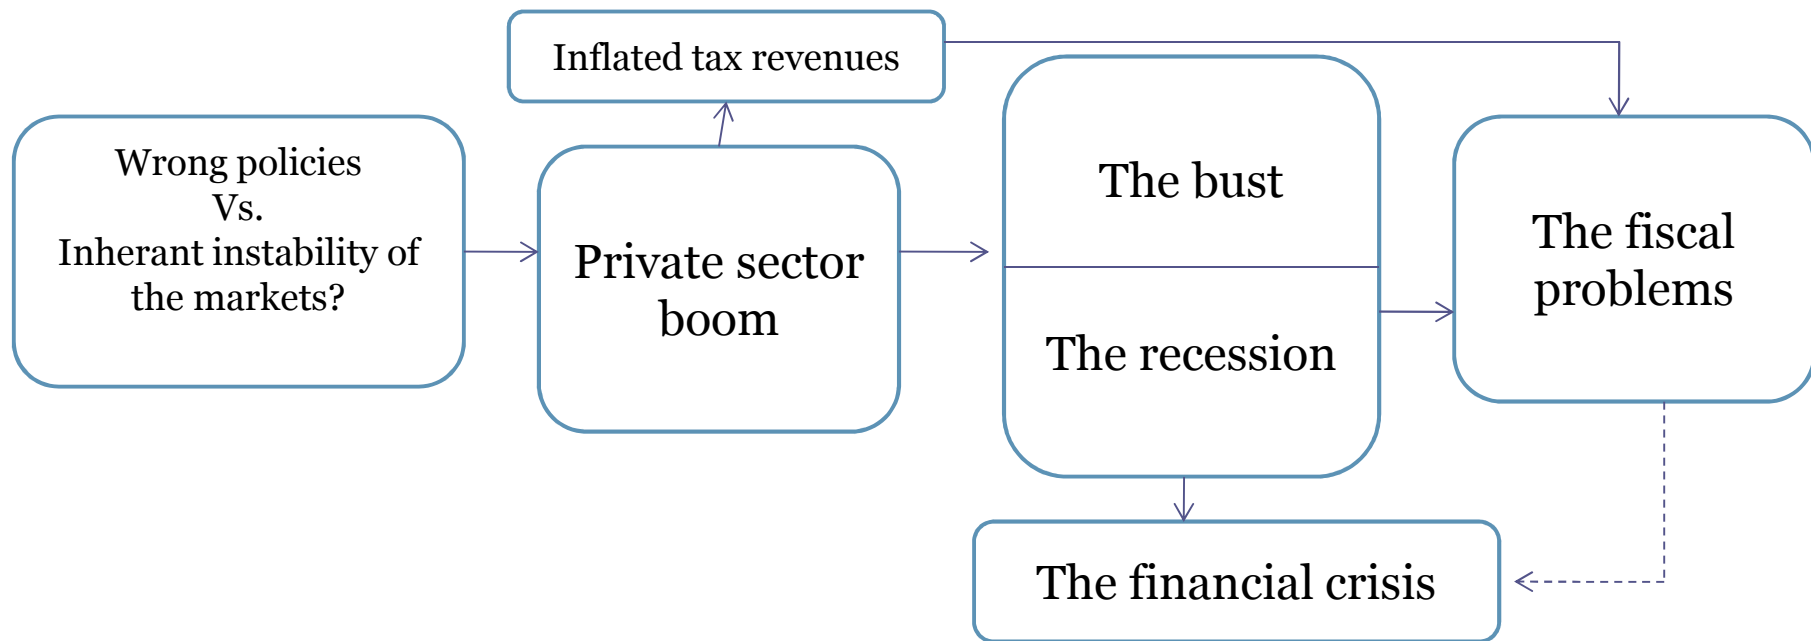 Inflated tax revenues
Wrong policies
Vs.
Inherant instability of
the markets?
Private sector
boom
The bust
The recession
The fiscal
problems
The financial crisis